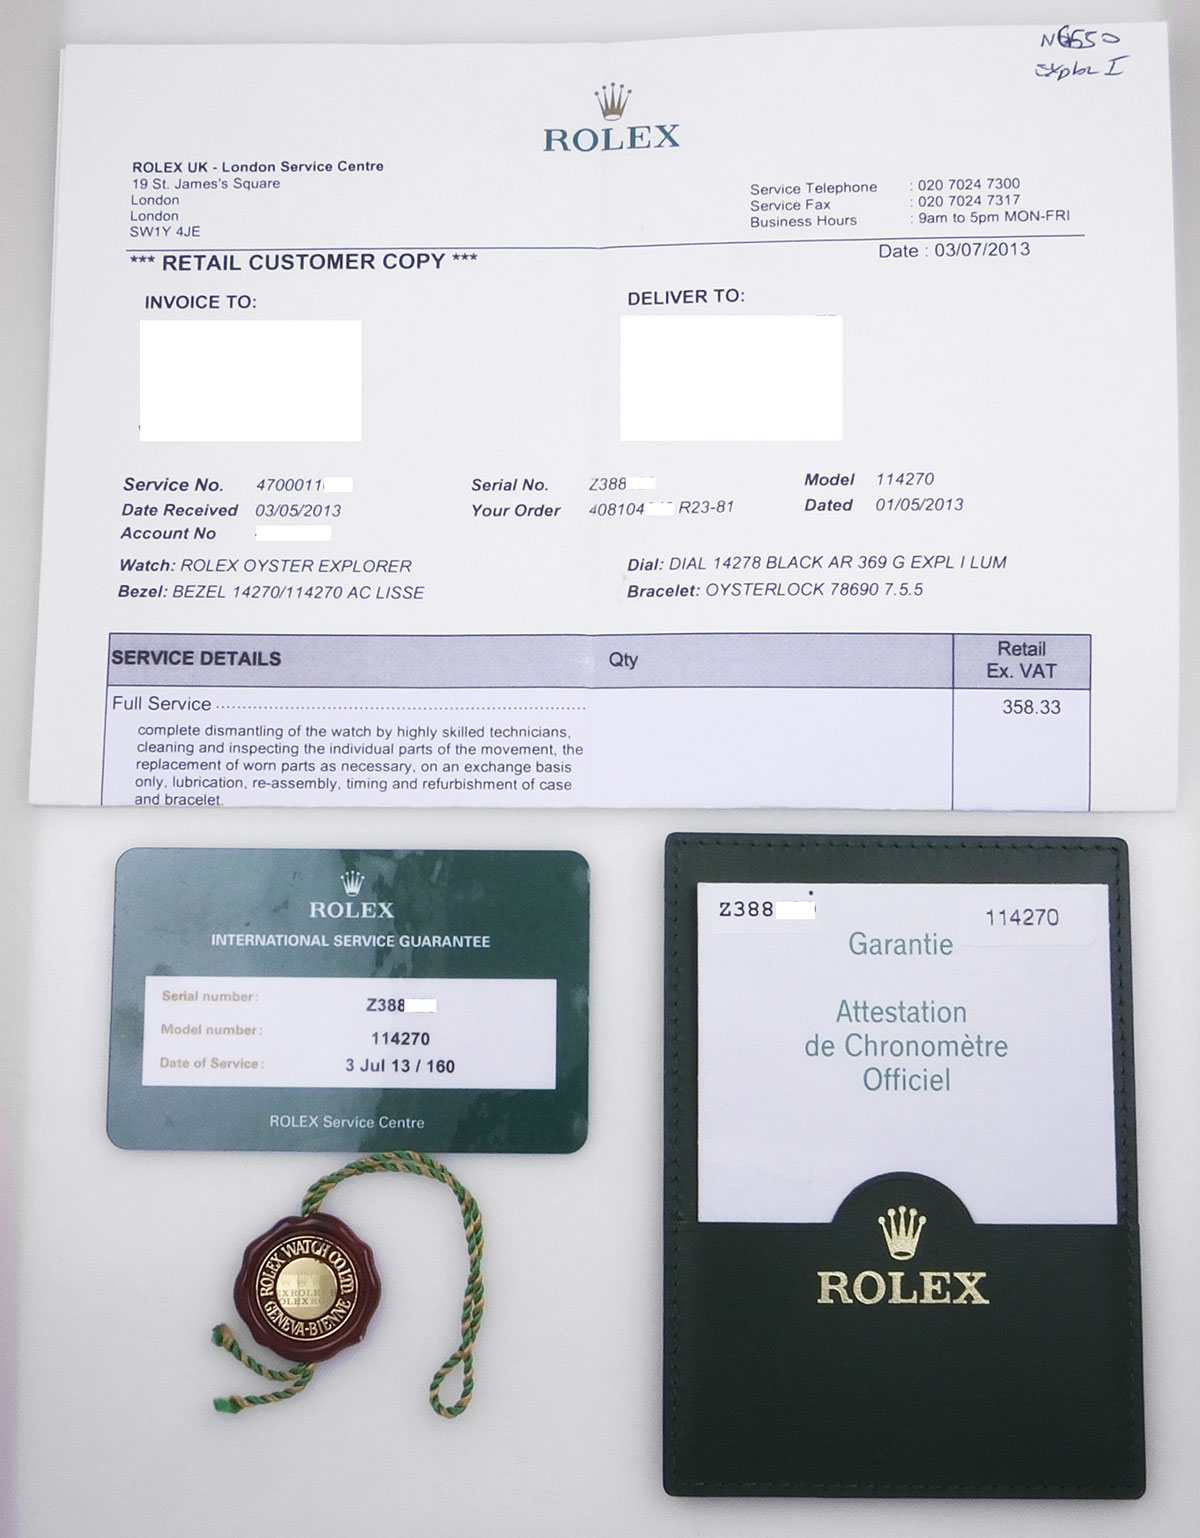 ROLEX
ROLEX UK - London Service Centre
19 St. James's Square
London
London
SW1Y 4JE
Service Telephone : 020 7024 7300
Service Fax : 020 7024 7317
Business Hours : 9am to 5pm MON-FRI
Date : 03/07/2013
*** RETAIL CUSTOMER COPY ***
INVOICE TO:
DELIVER TO:
Service No. 4700011
Serial No. Z388
Model 114270
Date Received 03/05/2013
Your Order 408104 R23-81
Dated 01/05/2013
Account No
Watch: ROLEX OYSTER EXPLORER
Dial: DIAL 14278 BLACK AR 369 G EXPL I LUM
Bezel: BEZEL 14270/114270 AC LISSE
Bracelet: OYSTERLOCK 78690 7.5.5
SERVICE DETAILS Qty Retail
Ex. VAT
Full Service 358.33
complete dismantling of the watch by highly skilled technicians,
cleaning and inspecting the individual parts of the movement, the
replacement of worn parts as necessary, on an exchange basis
only, lubrication, re-assembly, timing and refurbishment of case
and bracelet.
ROLEX
INTERNATIONAL SERVICE GUARANTEE
Serial number: Z388
Model number: 114270
Date of Service: 3 Jul 13 / 160
ROLEX Service Centre
ROLEX WATCH CO. LTD
GENEVA-BIENNE
Z388 114270
Garantie
Attestation
de Chronomètre
Officiel
ROLEX